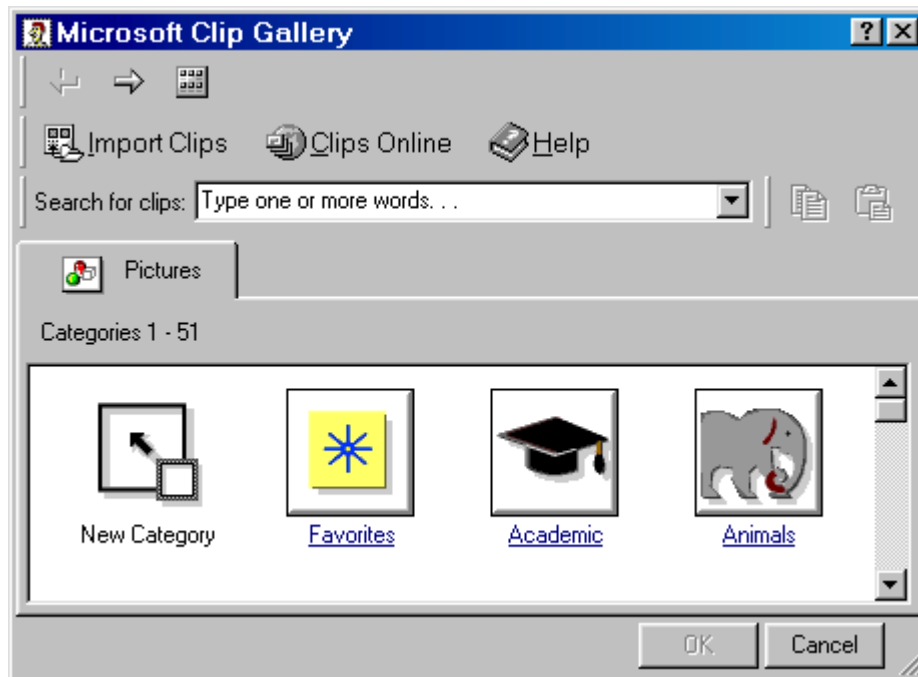 Microsoft Clip Gallery
Import Clips Clips Online Help
Search for clips: Type one or more words. . .
Pictures
Categories 1 - 51
New Category Favorites Academic Animals
OK Cancel